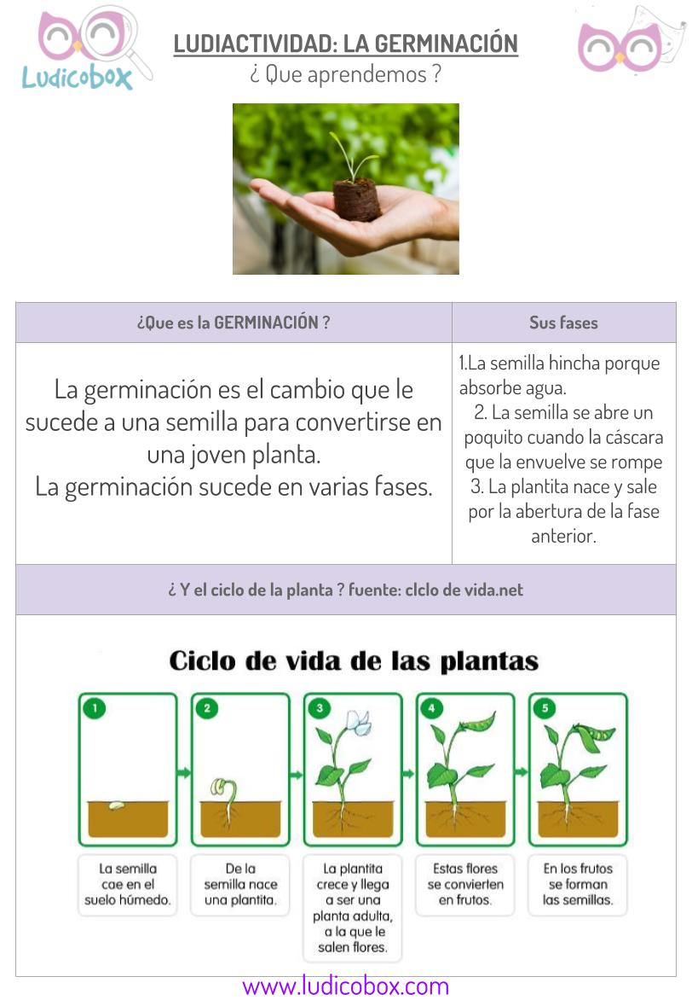 Ludicobox
LUDIACTIVIDAD: LA GERMINACIÓN
¿ Que aprendemos ?
¿Que es la GERMINACIÓN ?
Sus fases
La germinación es el cambio que le
sucede a una semilla para convertirse en
una joven planta.
La germinación sucede en varias fases.
1.La semilla hincha porque
absorbe agua.
2. La semilla se abre un
poquito cuando la cáscara
que la envuelve se rompe
3. La plantita nace y sale
por la abertura de la fase
anterior.
¿ Y el ciclo de la planta ? fuente: clclo de vida.net
Ciclo de vida de las plantas
1
2
3
4
5
La semilla
cae en el
suelo húmedo.
De la
semilla nace
una plantita.
La plantita
crece y llega
a ser una
planta adulta,
a la que le
salen flores.
Estas flores
se convierten
en frutos.
En los frutos
se forman
las semillas.
www.ludicobox.com